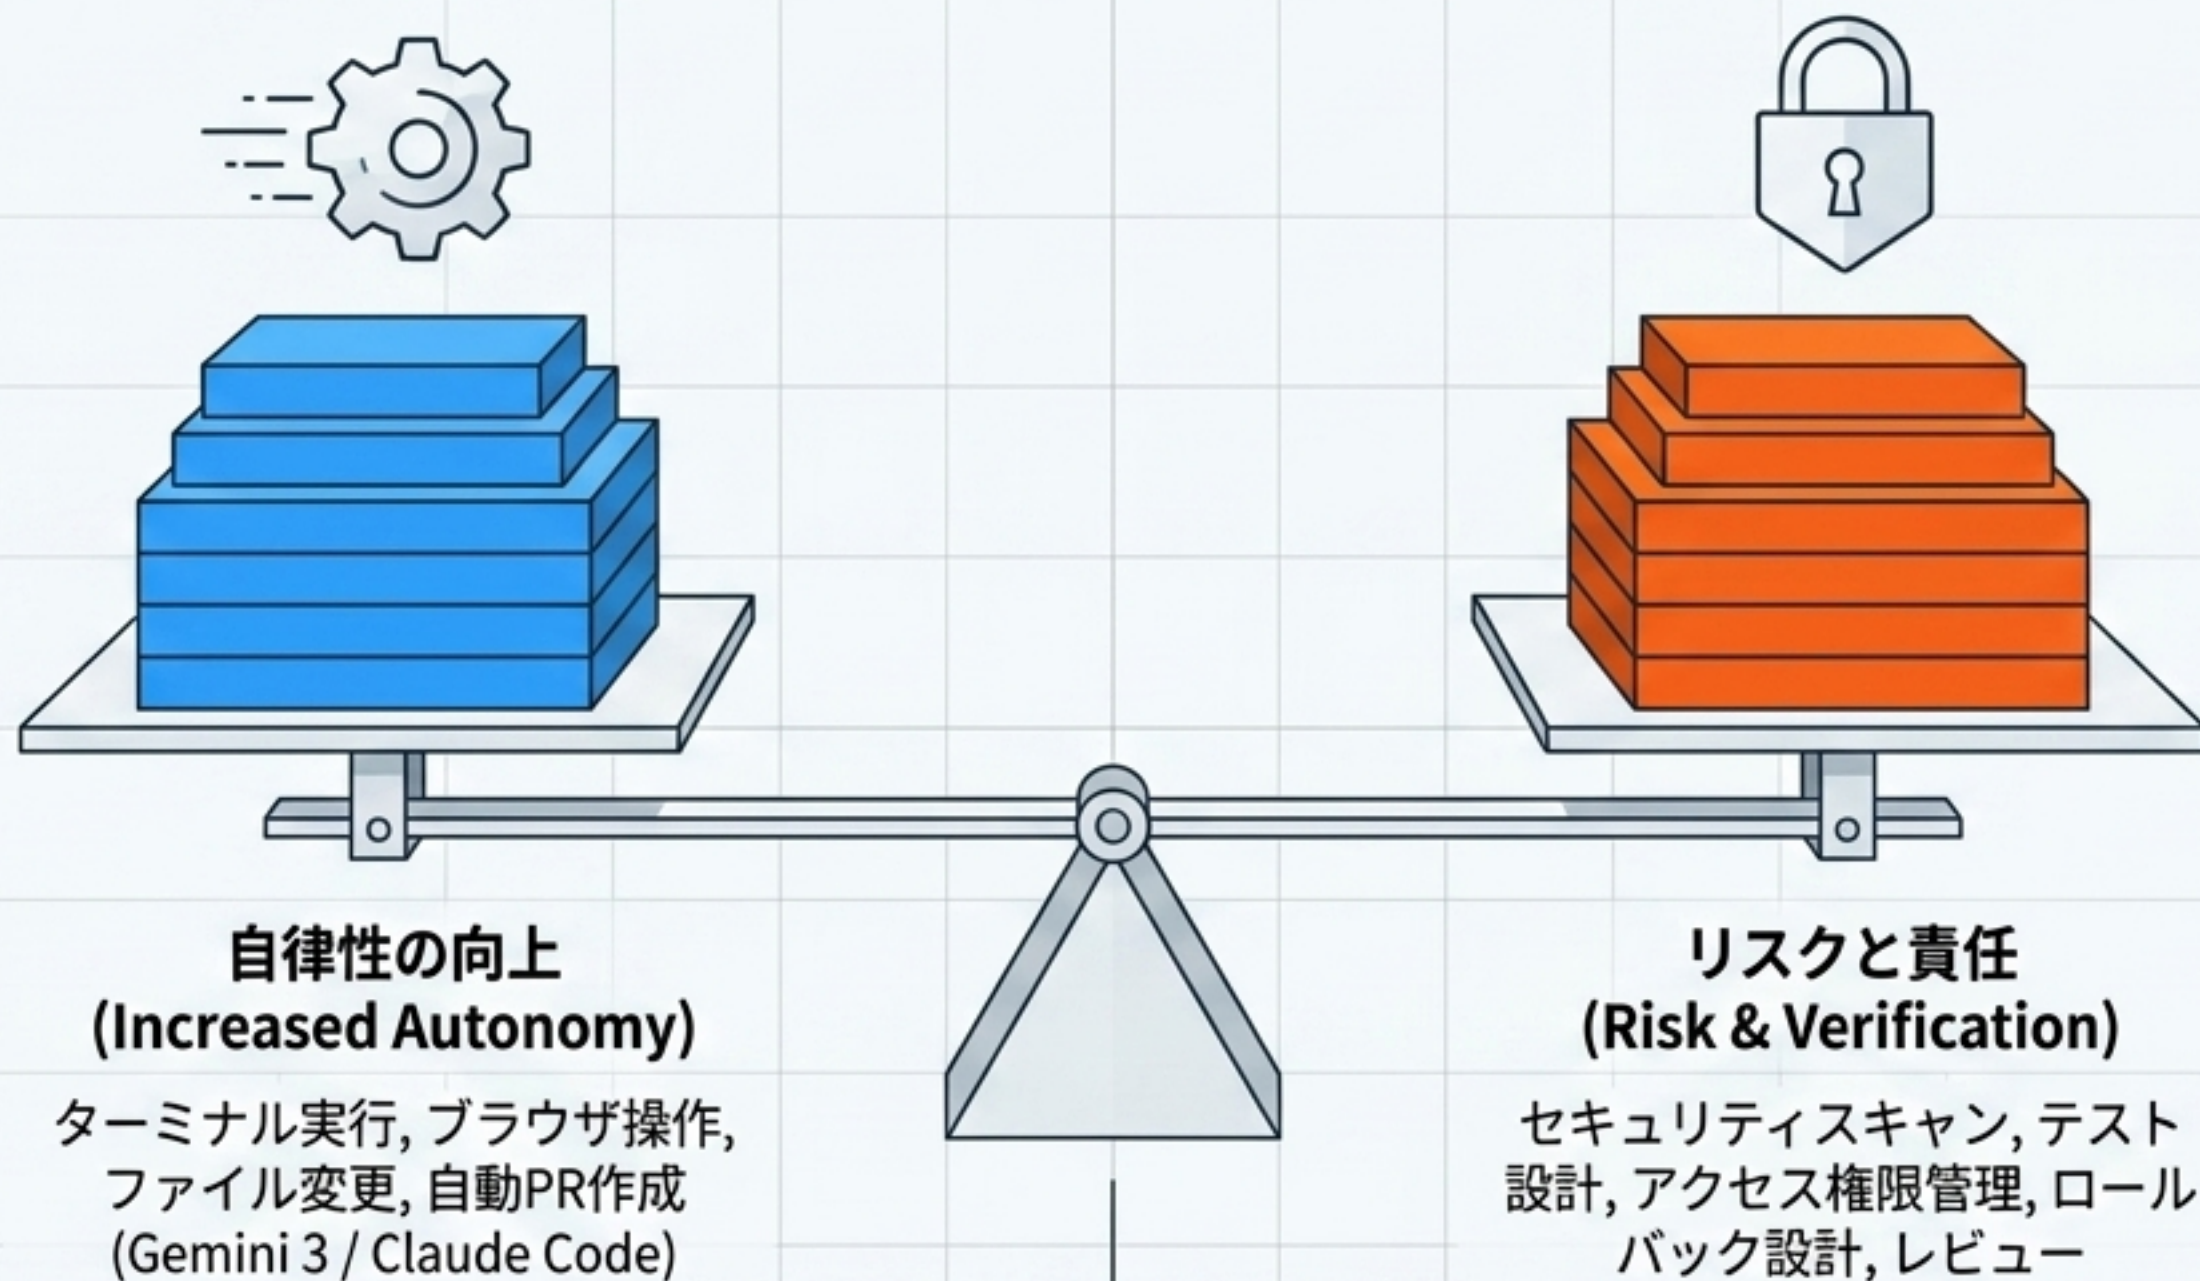 自律性の向上
(Increased Autonomy)
ターミナル実行, ブラウザ操作,
ファイル変更, 自動PR作成
(Gemini 3 / Claude Code)
リスクと責任
(Risk & Verification)
セキュリティスキャン, テスト
設計, アクセス権限管理, ロール
バック設計, レビュー